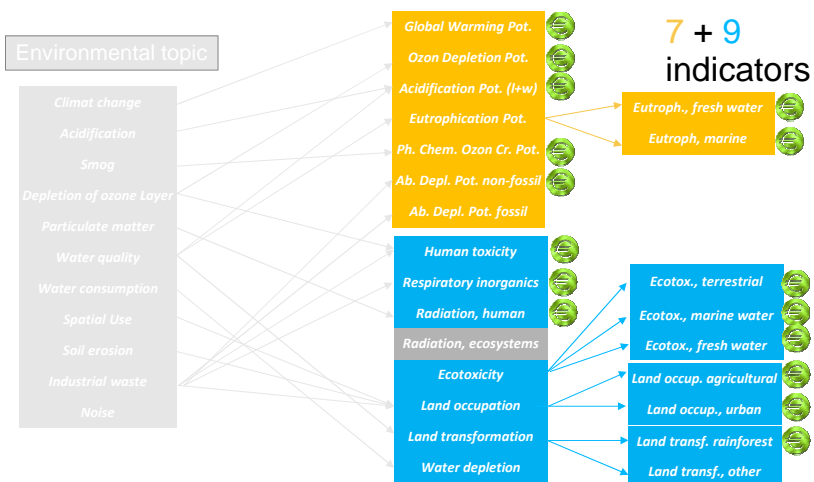 Environmental topic
Climat change
Acidification
Smog
Depletion of ozone Layer
Particulate matter
Water quality
Water consumption
Spatial Use
Soil erosion
Industrial waste
Noise
Global Warming Pot.
Ozon Depletion Pot.
Acidification Pot. (l+w)
Eutrophication Pot.
Ph. Chem. Ozon Cr. Pot.
Ab. Depl. Pot. non-fossil
Ab. Depl. Pot. fossil
Human toxicity
Respiratory inorganics
Radiation, human
Radiation, ecosystems
Ecotoxicity
Land occupation
Land transformation
Water depletion
7 + 9
indicators
Eutroph., fresh water
Eutroph, marine
Ecotox., terrestrial
Ecotox., marine water
Ecotox., fresh water
Land occup. agricultural
Land occup., urban
Land transf. rainforest
Land transf., other